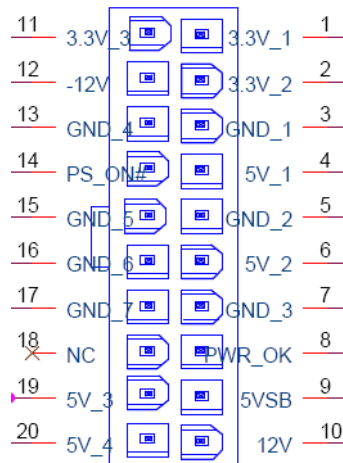 11 3.3V_3 3.3V_1 1
12 -12V 3.3V_2 2
13 GND_4 GND_1 3
14 PS_ON# 5V_1 4
15 GND_5 GND_2 5
16 GND_6 5V_2 6
17 GND_7 GND_3 7
18 NC PWR_OK 8
19 5V_3 5VSB 9
20 5V_4 12V 10